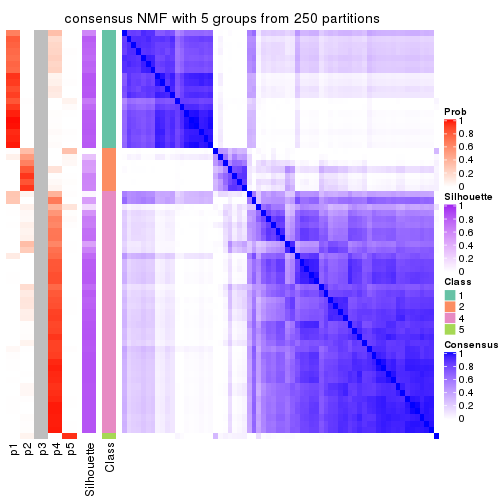 consensus NMF with 5 groups from 250 partitions
Prob
1
0.8
0.6
0.4
0.2
0
Silhouette
1
0.8
0.6
0.4
0.2
0
Class
1
2
4
5
Consensus
1
0.8
0.6
0.4
0.2
0
p1
p2
p3
p4
p5
Silhouette
Class